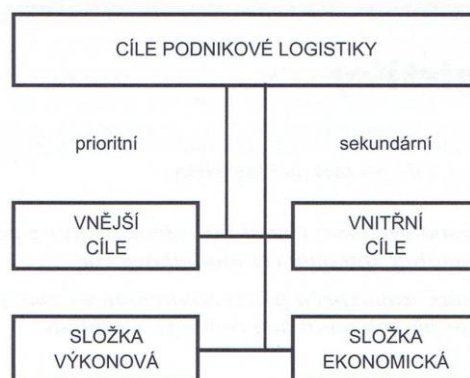 CÍLE PODNIKOVÉ LOGISTIKY
prioritní
sekundární
VNĚJŠÍ
CÍLE
VNITŘNÍ
CÍLE
SLOŽKA
VÝKONOVÁ
SLOŽKA
EKONOMICKÁ